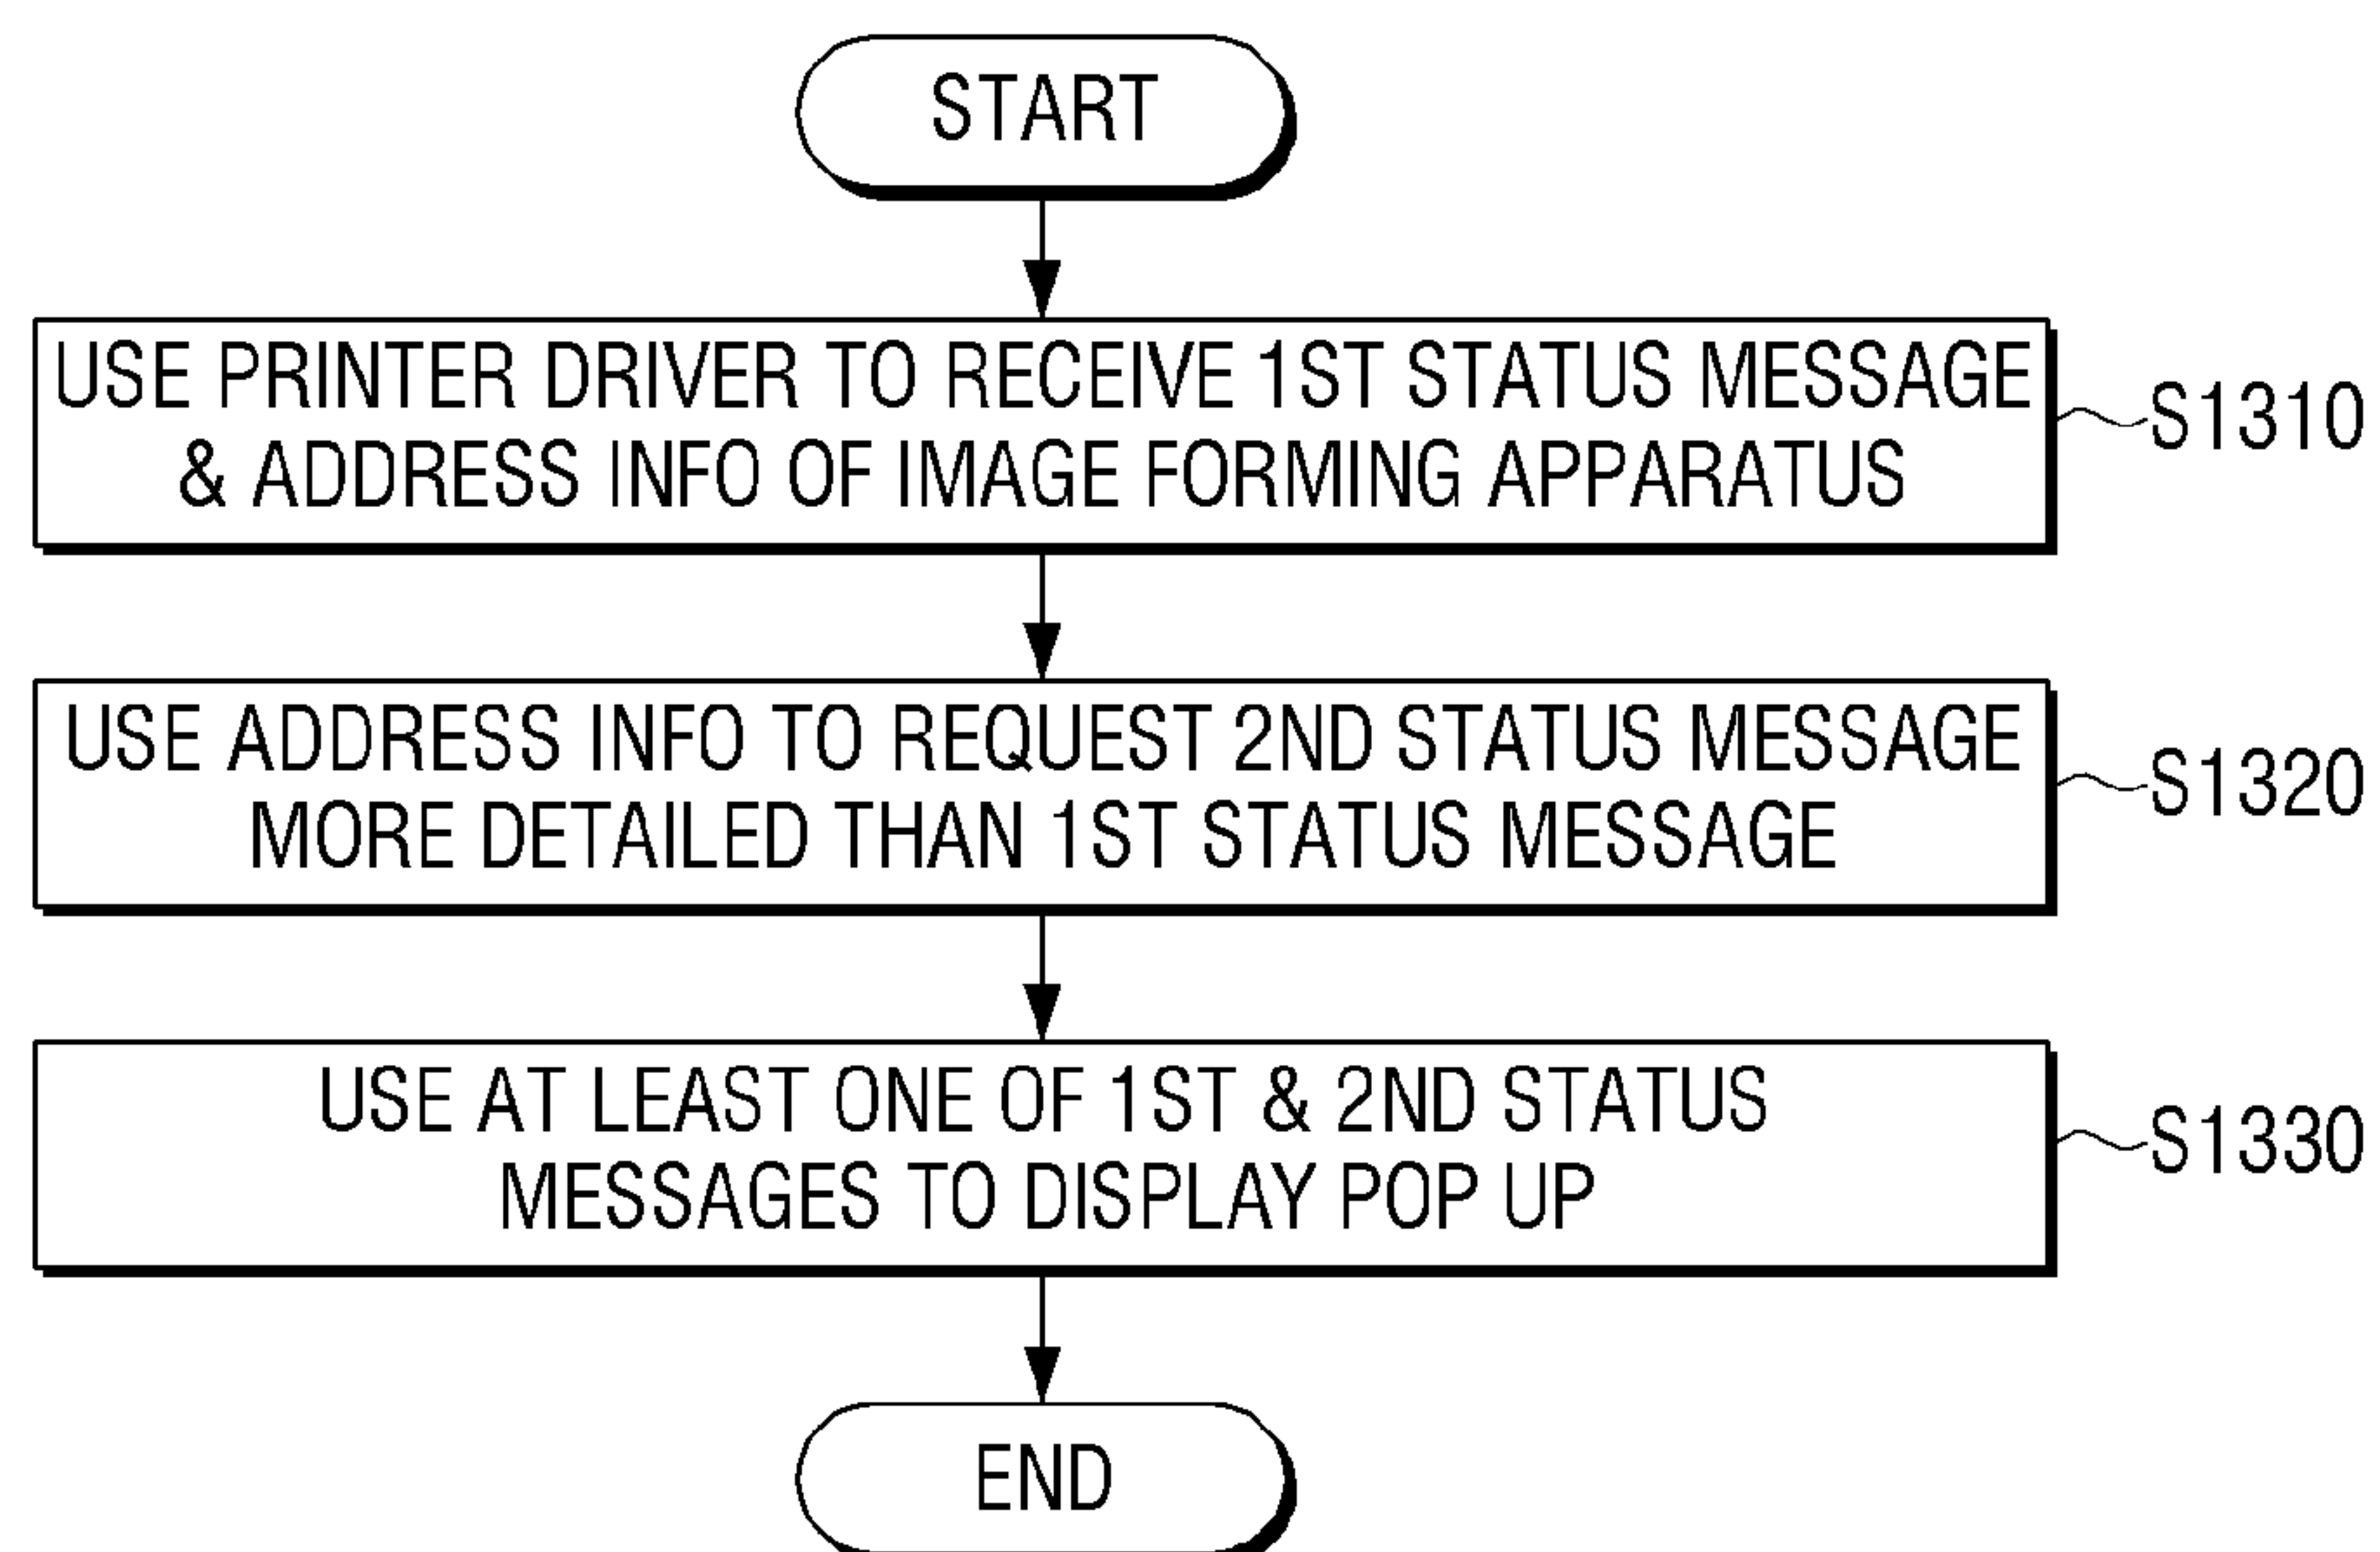 START
USE PRINTER DRIVER TO RECEIVE 1ST STATUS MESSAGE
& ADDRESS INFO OF IMAGE FORMING APPARATUS
S1310
USE ADDRESS INFO TO REQUEST 2ND STATUS MESSAGE
MORE DETAILED THAN 1ST STATUS MESSAGE
S1320
USE AT LEAST ONE OF 1ST & 2ND STATUS
MESSAGES TO DISPLAY POP UP
S1330
END